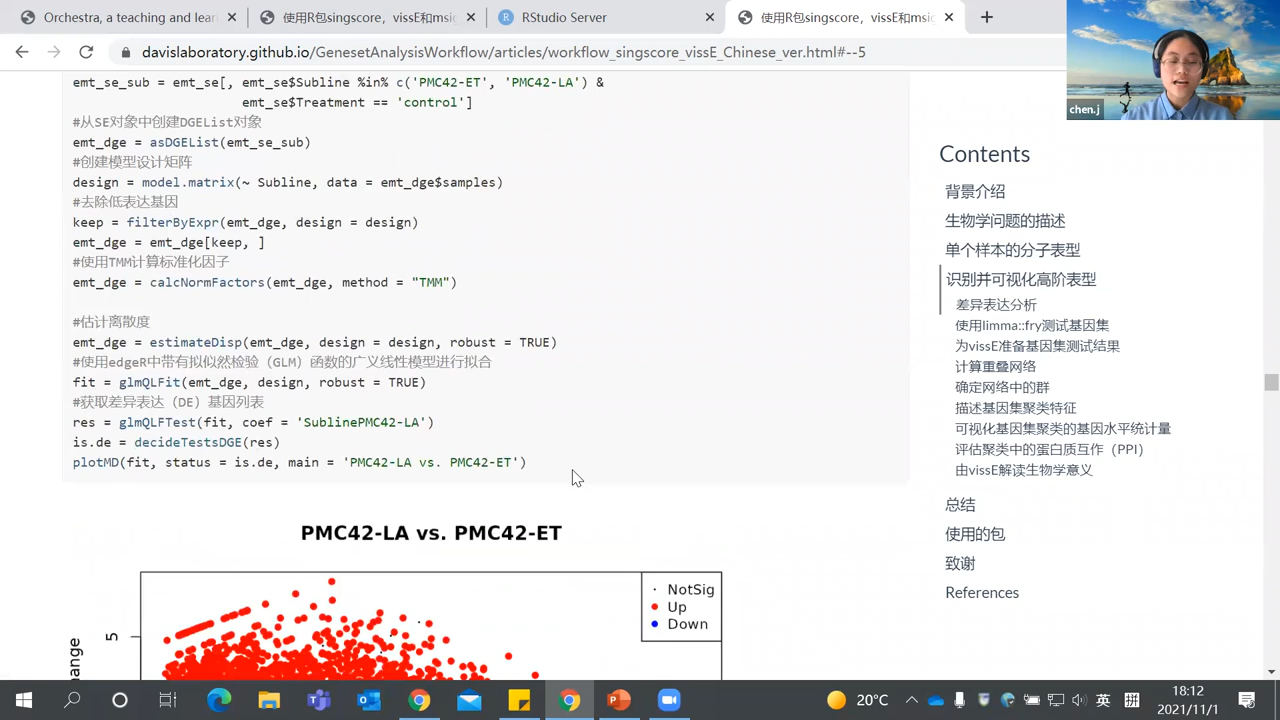 Orchestra, a teaching and lear
使用R包singscore，vissE和msig
RStudio Server
使用R包singscore，vissE和msig
davislaboratory.github.io/GenesetAnalysisWorkflow/articles/workflow_singscore_vissE_Chinese_ver.html#--5
chen.j
emt_se_sub = emt_se[, emt_se$Subline %in% c('PMC42-ET', 'PMC42-LA') &
emt_se$Treatment == 'control']
#从SE对象中创建DGEList对象
emt_dge = asDGEList(emt_se_sub)
#创建模型设计矩阵
design = model.matrix(~ Subline, data = emt_dge$samples)
#去除低表达基因
keep = filterByExpr(emt_dge, design = design)
emt_dge = emt_dge[keep, ]
#使用TMM计算标准化因子
emt_dge = calcNormFactors(emt_dge, method = "TMM")
#估计离散度
emt_dge = estimateDisp(emt_dge, design = design, robust = TRUE)
#使用edgeR中带有拟似然检验（GLM）函数的广义线性模型进行拟合
fit = glmQLFit(emt_dge, design, robust = TRUE)
#获取差异表达（DE）基因列表
res = glmQLFTest(fit, coef = 'SublinePMC42-LA')
is.de = decideTestsDGE(res)
plotMD(fit, status = is.de, main = 'PMC42-LA vs. PMC42-ET')
PMC42-LA vs. PMC42-ET
NotSig
Up
Down
5
Contents
背景介绍
生物学问题的描述
单个样本的分子表型
识别并可视化高阶表型
差异表达分析
使用limma::fry测试基因集
为vissE准备基因集测试结果
计算重叠网络
确定网络中的群
描述基因集聚类特征
可视化基因集聚类的基因水平统计量
评估聚类中的蛋白质互作（PPI）
由vissE解读生物学意义
总结
使用的包
致谢
References
20°C
英
拼
18:12
2021/11/1